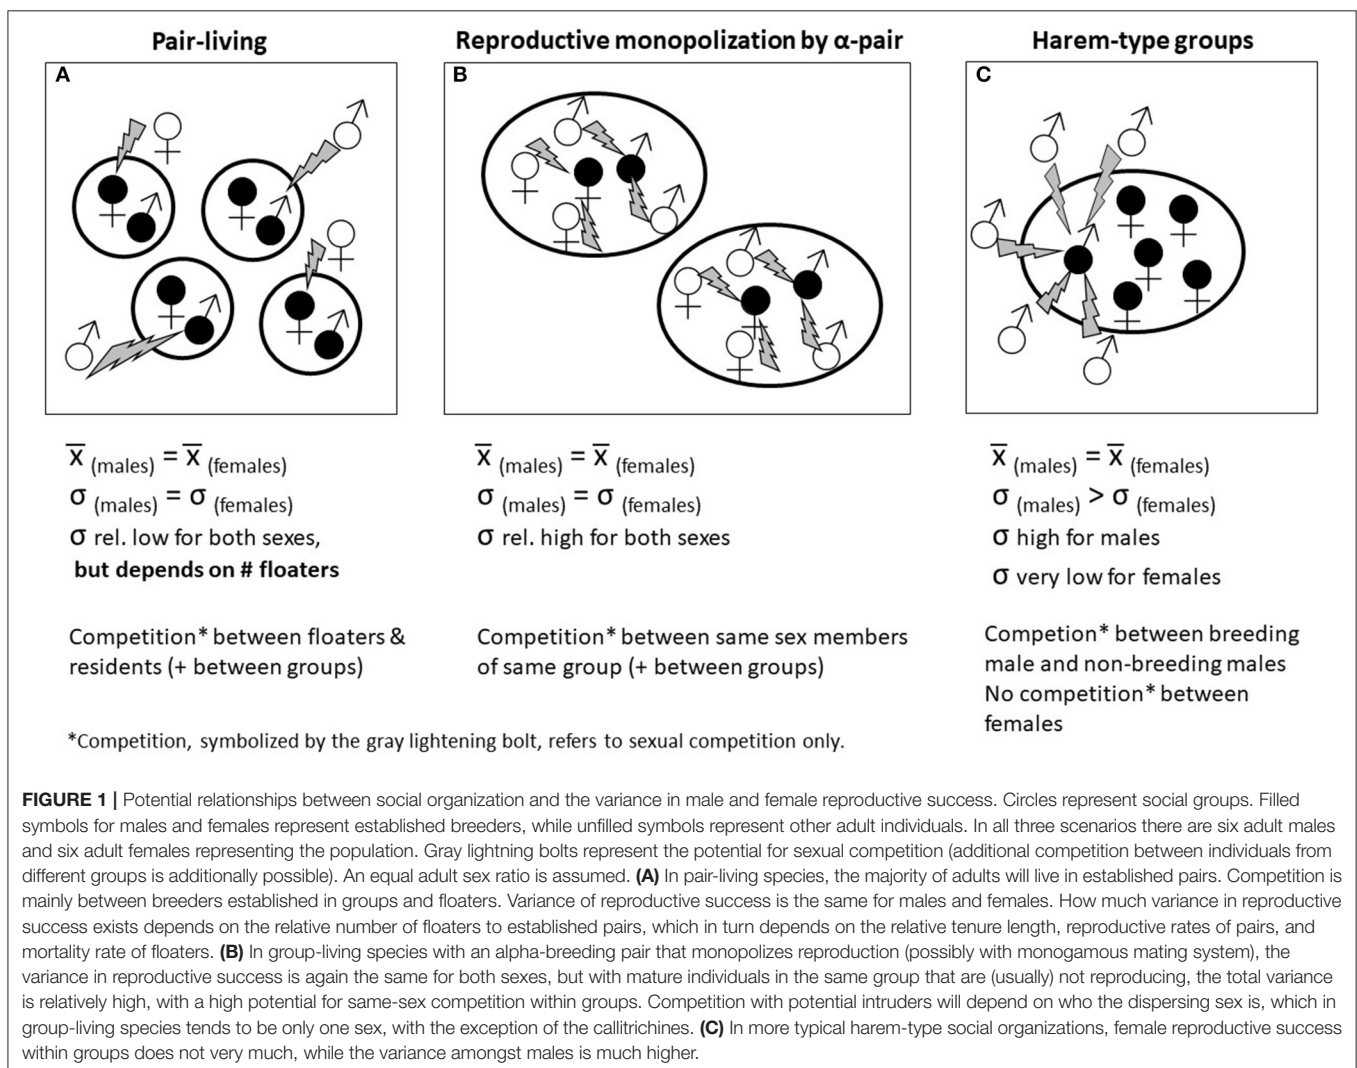 Pair-living
Reproductive monopolization by α-pair
Harem-type groups
A
B
C
x̅ (males) = x̅ (females)
σ (males) = σ (females)
σ rel. low for both sexes,
but depends on # floaters
Competition* between floaters &
residents (+ between groups)
x̅ (males) = x̅ (females)
σ (males) = σ (females)
σ rel. high for both sexes
Competition* between same sex members
of same group (+ between groups)
x̅ (males) = x̅ (females)
σ (males) > σ (females)
σ high for males
σ very low for females
Competion* between breeding
male and non-breeding males
No competition* between
females
*Competition, symbolized by the gray lightening bolt, refers to sexual competition only.
FIGURE 1 | Potential relationships between social organization and the variance in male and female reproductive success. Circles represent social groups. Filled
symbols for males and females represent established breeders, while unfilled symbols represent other adult individuals. In all three scenarios there are six adult males
and six adult females representing the population. Gray lightning bolts represent the potential for sexual competition (additional competition between individuals from
different groups is additionally possible). An equal adult sex ratio is assumed. (A) In pair-living species, the majority of adults will live in established pairs. Competition is
mainly between breeders established in groups and floaters. Variance of reproductive success is the same for males and females. How much variance in reproductive
success exists depends on the relative number of floaters to established pairs, which in turn depends on the relative tenure length, reproductive rates of pairs, and
mortality rate of floaters. (B) In group-living species with an alpha-breeding pair that monopolizes reproduction (possibly with monogamous mating system), the
variance in reproductive success is again the same for both sexes, but with mature individuals in the same group that are (usually) not reproducing, the total variance
is relatively high, with a high potential for same-sex competition within groups. Competition with potential intruders will depend on who the dispersing sex is, which in
group-living species tends to be only one sex, with the exception of the callitrichines. (C) In more typical harem-type social organizations, female reproductive success
within groups does not very much, while the variance amongst males is much higher.